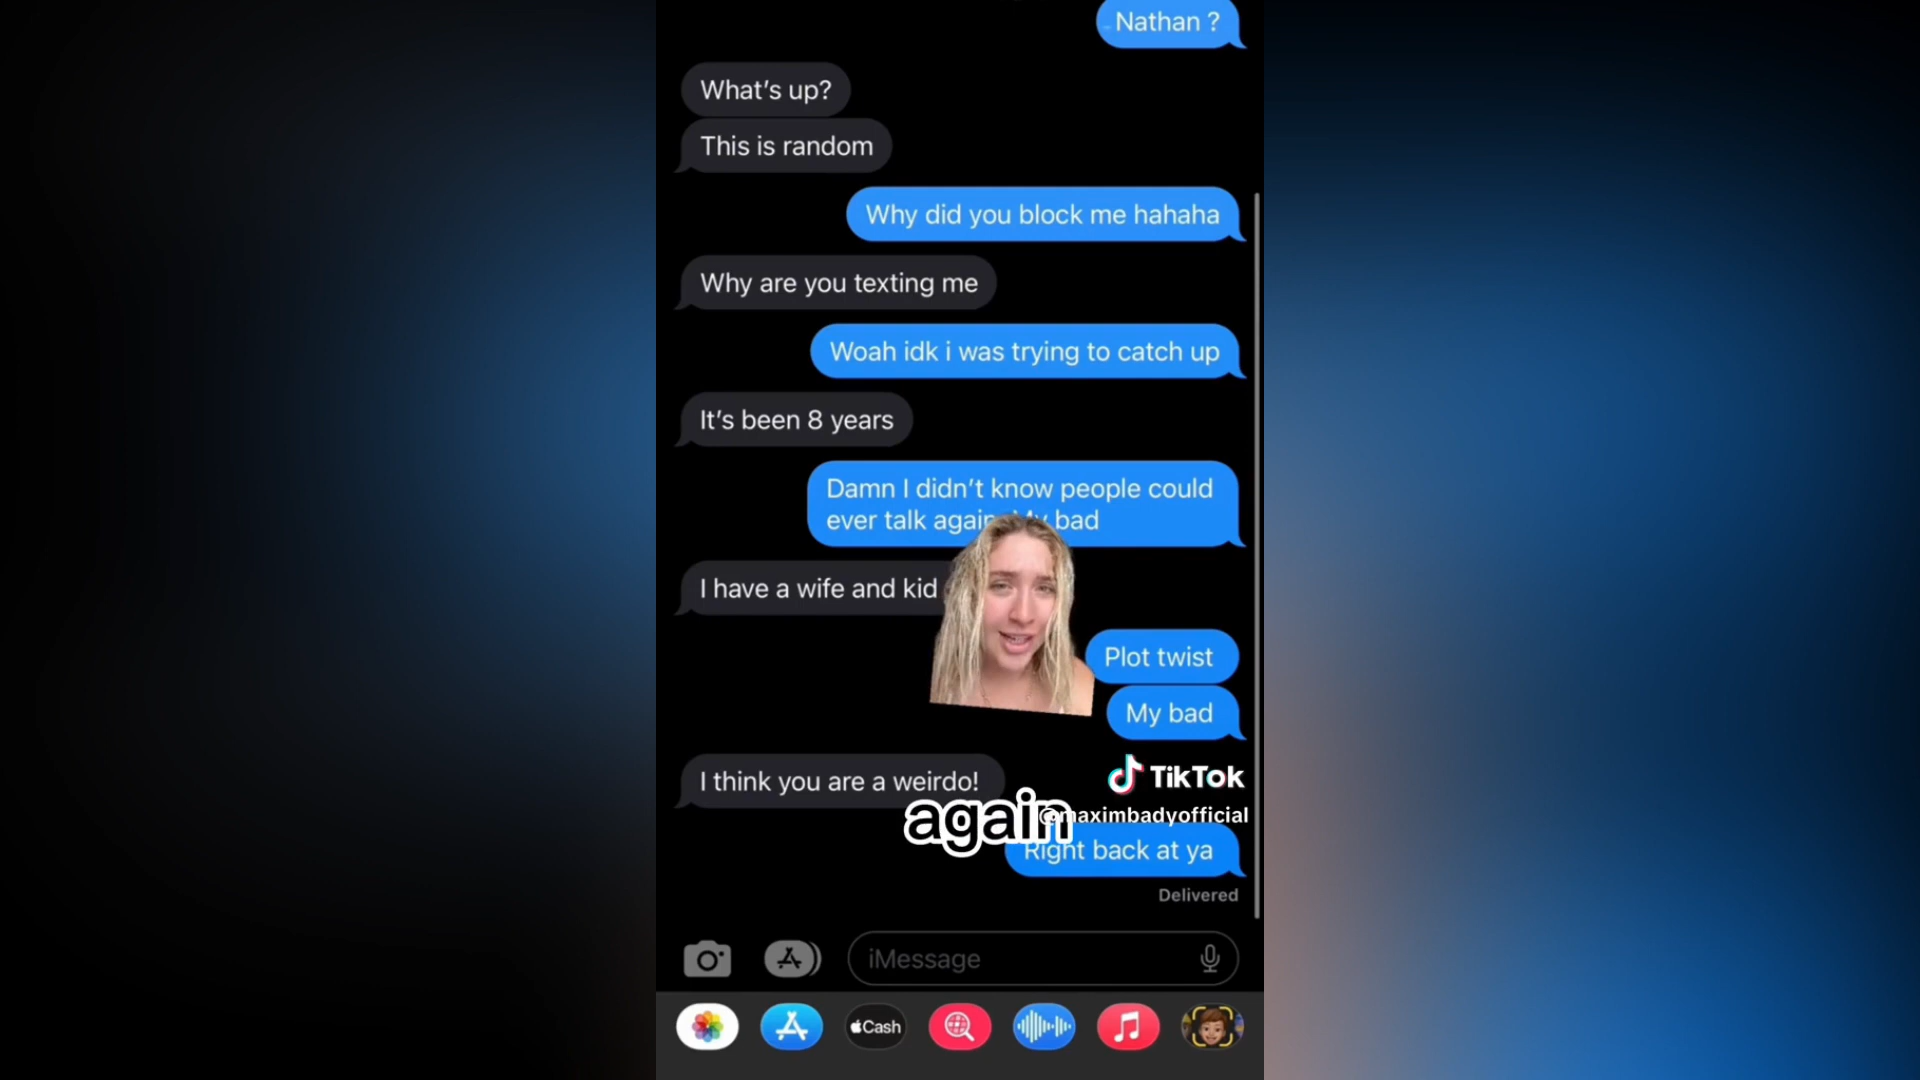 Nathan ?
What's up?
This is random
Why did you block me hahaha
Why are you texting me
Woah idk i was trying to catch up
It's been 8 years
Damn I didn't know people could
ever talk again My bad
I have a wife and kid
Plot twist
My bad
TikTok
I think you are a weirdo!
@maximbadyofficial
again
Right back at ya
Delivered
iMessage
Cash